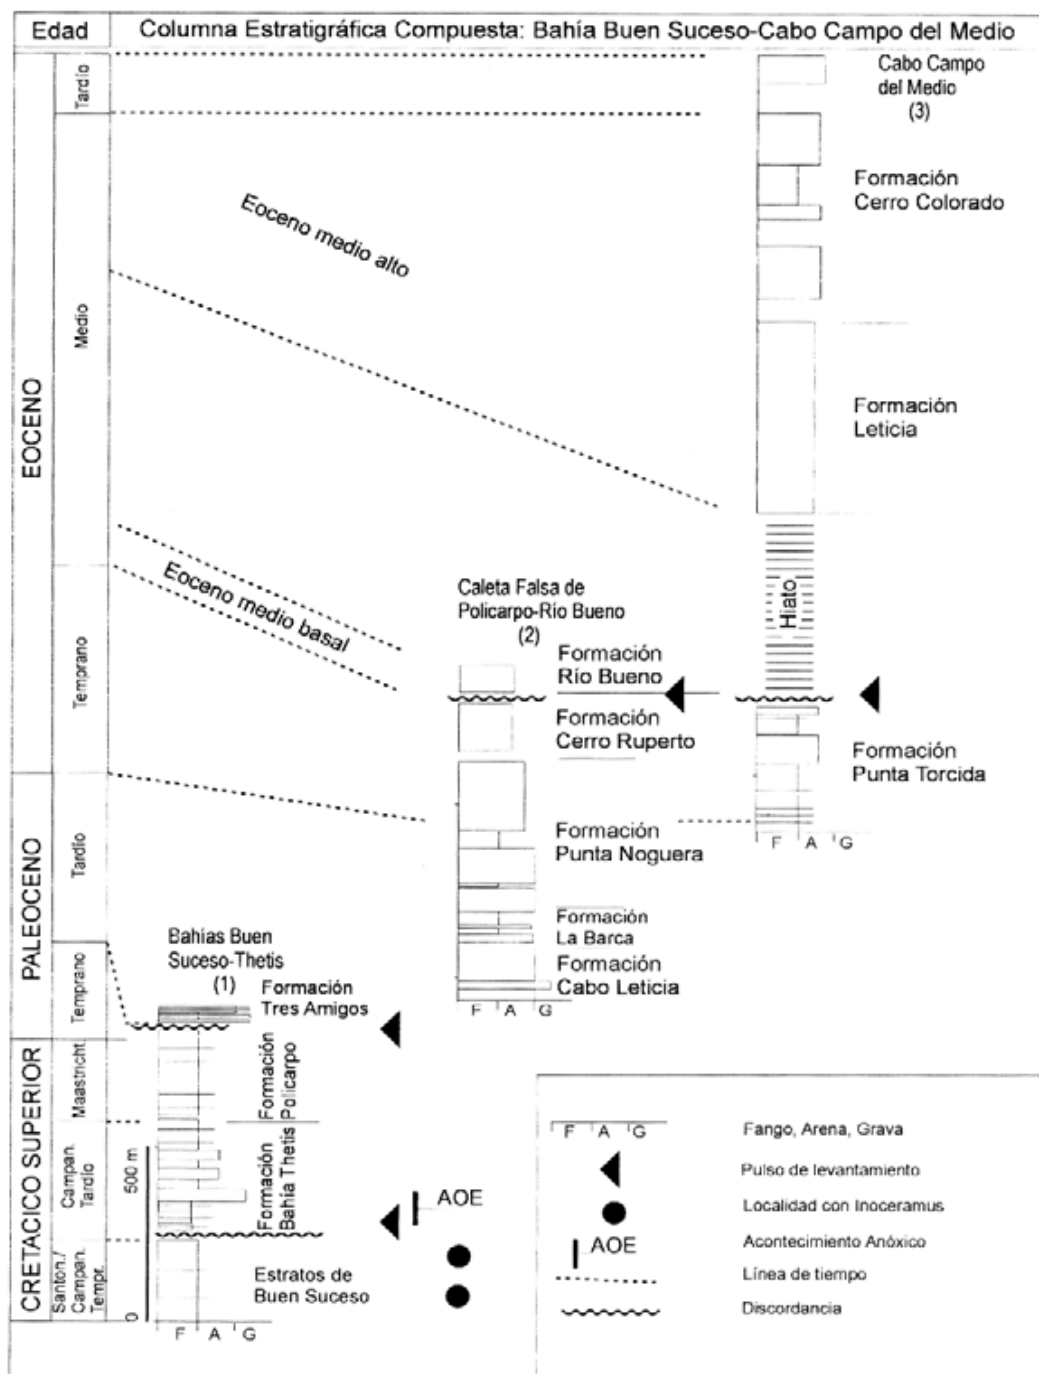 Edad
Columna Estratigráfica Compuesta: Bahía Buen Suceso-Cabo Campo del Medio
EOCENO
Tardío
Medio
Temprano
PALEOCENO
Tardío
Temprano
CRETACICO SUPERIOR
Maastricht.
Campan.
Tardío
Santon./
Campan.
Tempr.
Eoceno medio alto
Eoceno medio basal
Cabo Campo
del Medio
(3)
Formación
Cerro Colorado
Formación
Leticia
Hiato
Formación
Punta Torcida
F A G
Caleta Falsa de
Policarpo-Río Bueno
(2)
Formación
Río Bueno
Formación
Cerro Ruperto
Formación
Punta Noguera
Formación
La Barca
Formación
Cabo Leticia
F A G
Bahías Buen
Suceso-Thetis
(1)
Formación
Tres Amigos
Formación
Policarpo
Formación
Bahía Thetis
AOE
Estratos de
Buen Suceso
500 m
0
F A G
F A G
Fango, Arena, Grava
Pulso de levantamiento
Localidad con Inoceramus
AOE
Acontecimiento Anóxico
Línea de tiempo
Discordancia